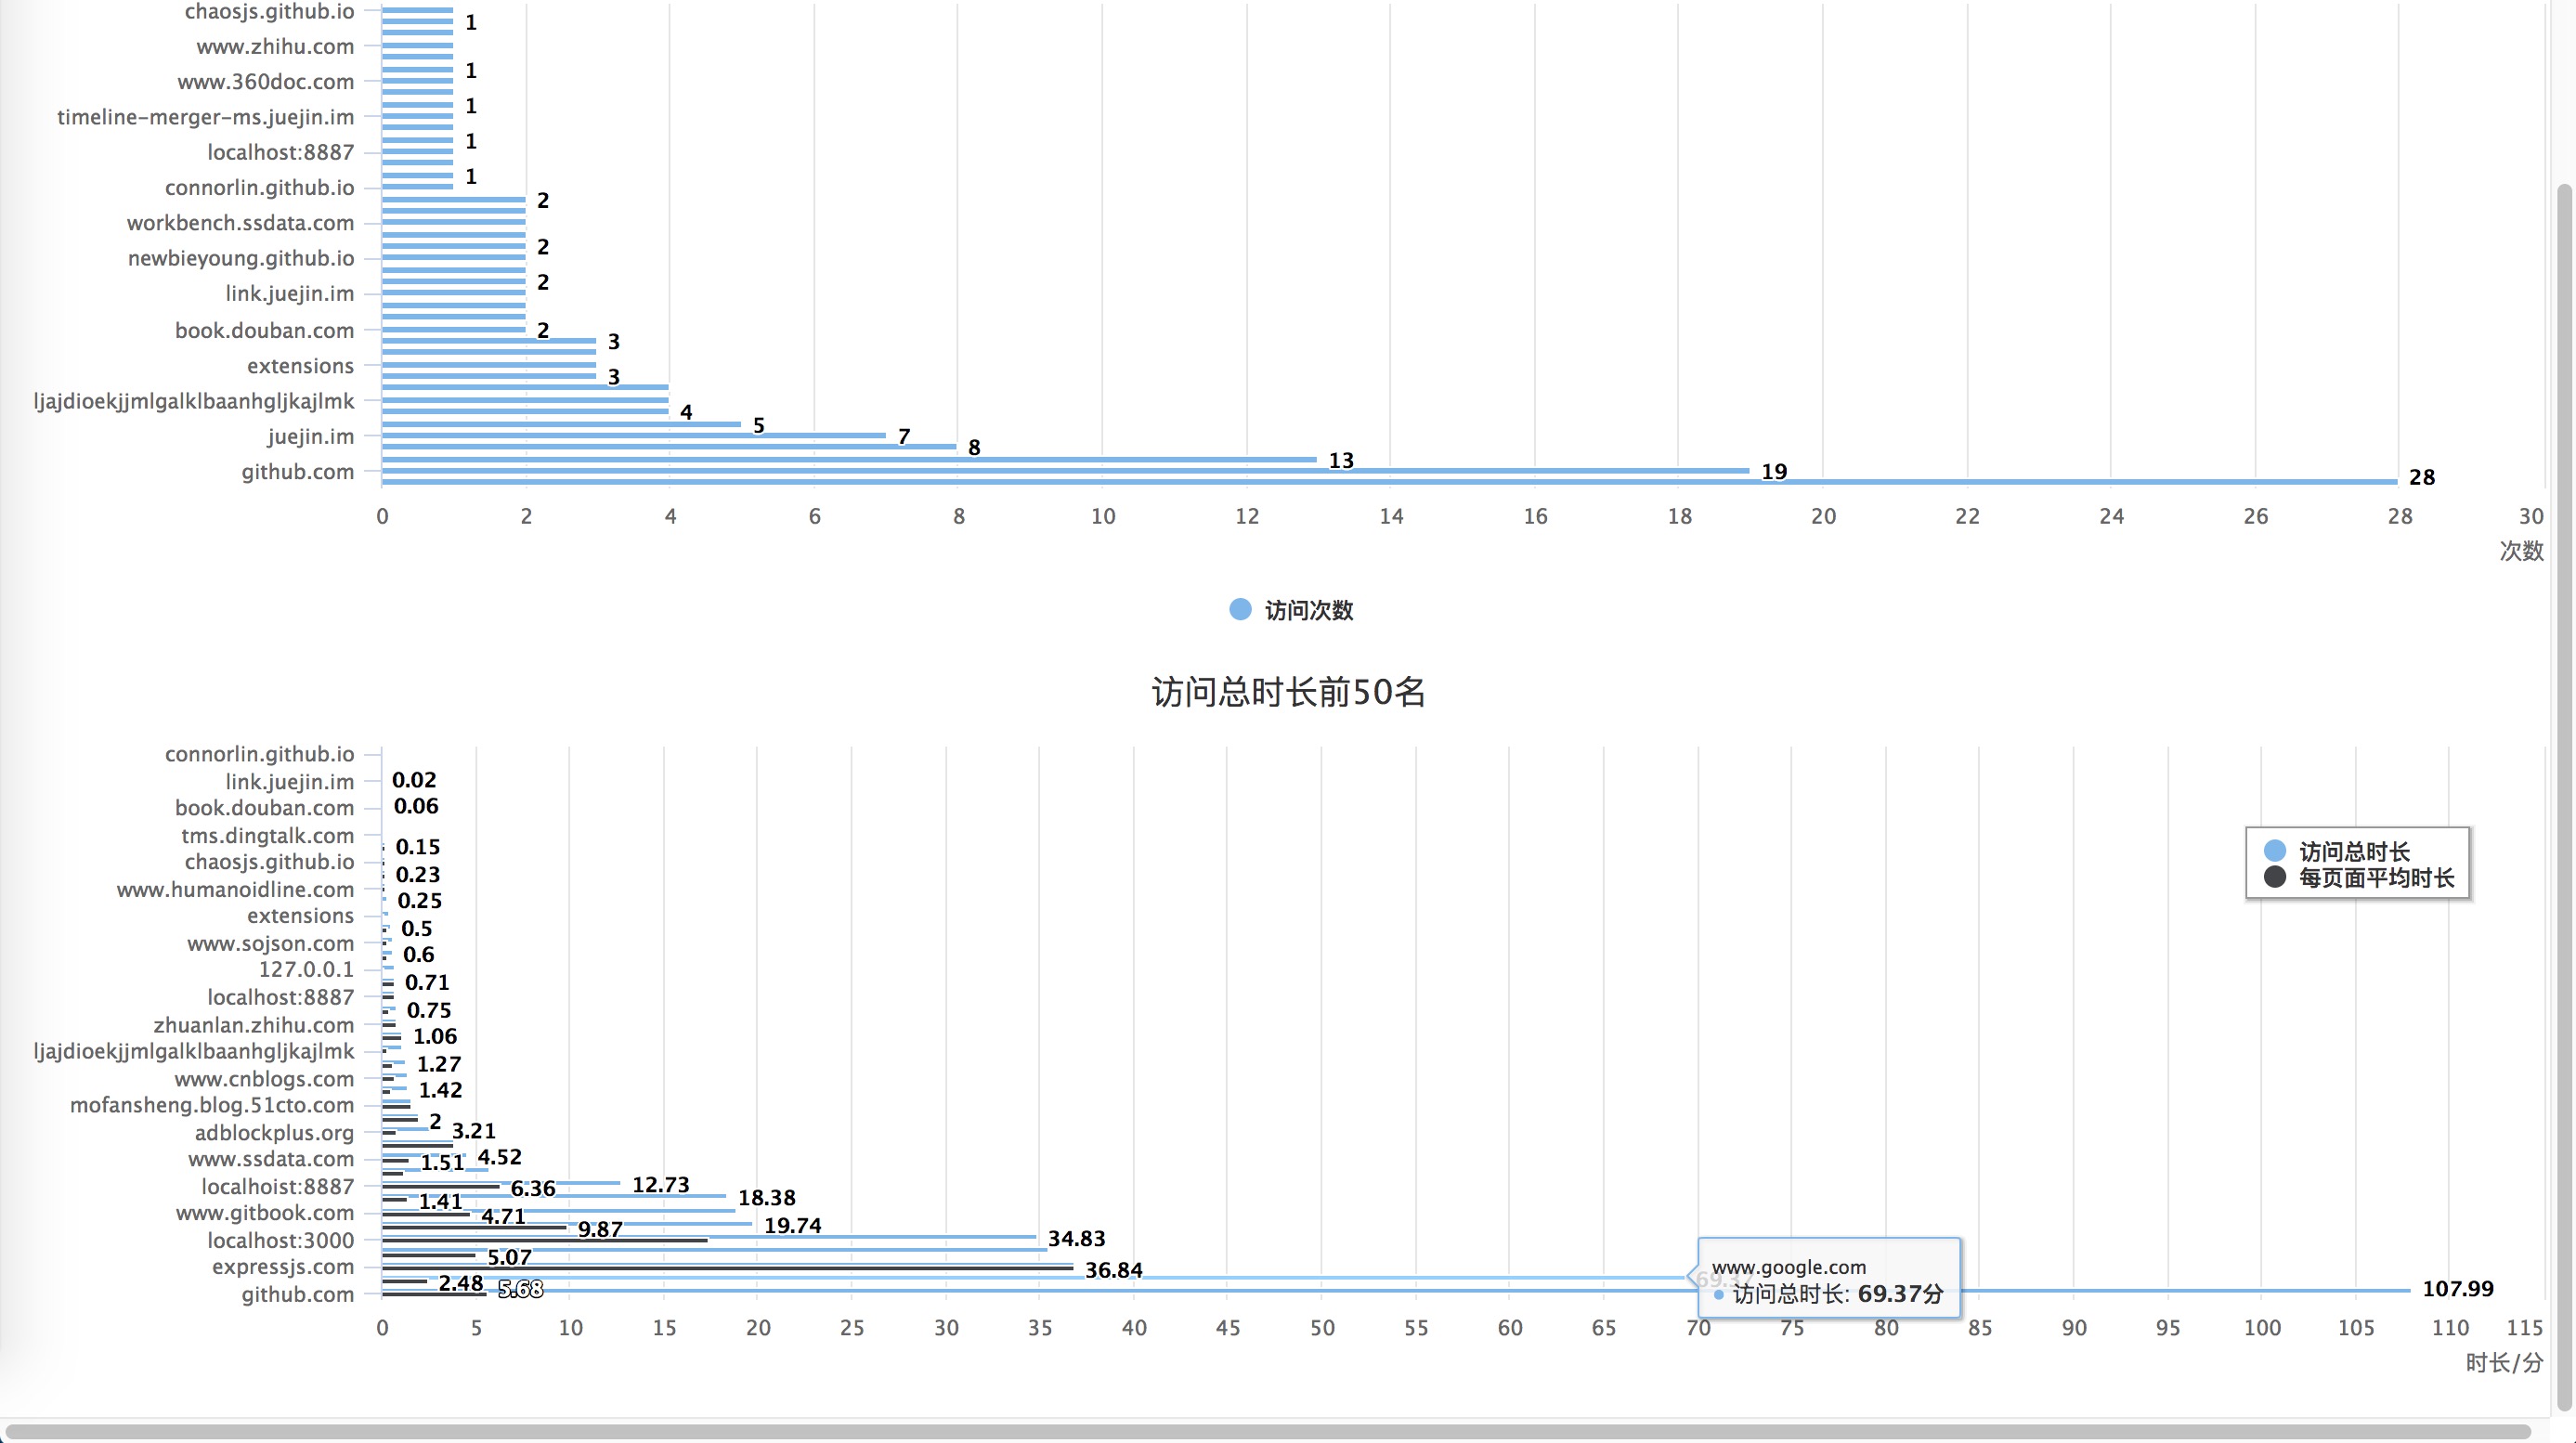 chaosjs.github.io
1
www.zhihu.com
1
www.360doc.com
1
timeline-merger-ms.juejin.im
1
localhost:8887
1
connorlin.github.io
2
workbench.ssdata.com
2
newbieyoung.github.io
2
link.juejin.im
book.douban.com 2
3
extensions
3
ljajdioekjjmlgalklbaanhgljkajlmk
4
5
juejin.im 7
8
13
github.com 19
28
0 2 4 6 8 10 12 14 16 18 20 22 24 26 28 30
次数
访问次数
访问总时长前50名
connorlin.github.io
link.juejin.im 0.02
book.douban.com 0.06
tms.dingtalk.com
0.15
chaosjs.github.io
0.23
www.humanoidline.com
0.25
extensions
0.5
www.sojson.com
0.6
127.0.0.1
0.71
localhost:8887
0.75
zhuanlan.zhihu.com
1.06
ljajdioekjjmlgalklbaanhgljkajlmk
1.27
www.cnblogs.com
1.42
mofansheng.blog.51cto.com
2
adblockplus.org 3.21
www.ssdata.com 1.51 4.52
localhoist:8887 6.36 12.73
1.41 18.38
www.gitbook.com 4.71
9.87 19.74
localhost:3000 34.83
5.07
expressjs.com 36.84
2.48 69.37
github.com 5.68 107.99
访问总时长
每页面平均时长
www.google.com
访问总时长: 69.37分
0 5 10 15 20 25 30 35 40 45 50 55 60 65 70 75 80 85 90 95 100 105 110 115
时长/分